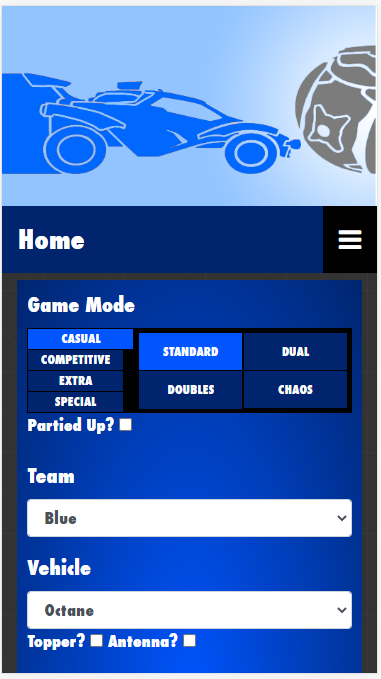 Home
Game Mode
CASUAL
COMPETITIVE
EXTRA
SPECIAL
STANDARD DUAL
DOUBLES CHAOS
Partied Up?
Team
Blue
Vehicle
Octane
Topper? Antenna?